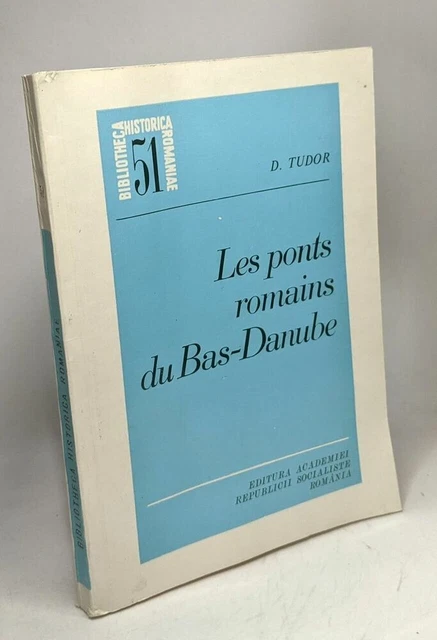 BIBLIOTHECA
HISTORICA
ROMANIAE
51
D. TUDOR
Les ponts
romains
du Bas-Danube
EDITURA ACADEMIEI
REPUBLICII SOCIALISTE
ROMÂNIA
BIBLIOTHECA HISTORICA ROMANIAE